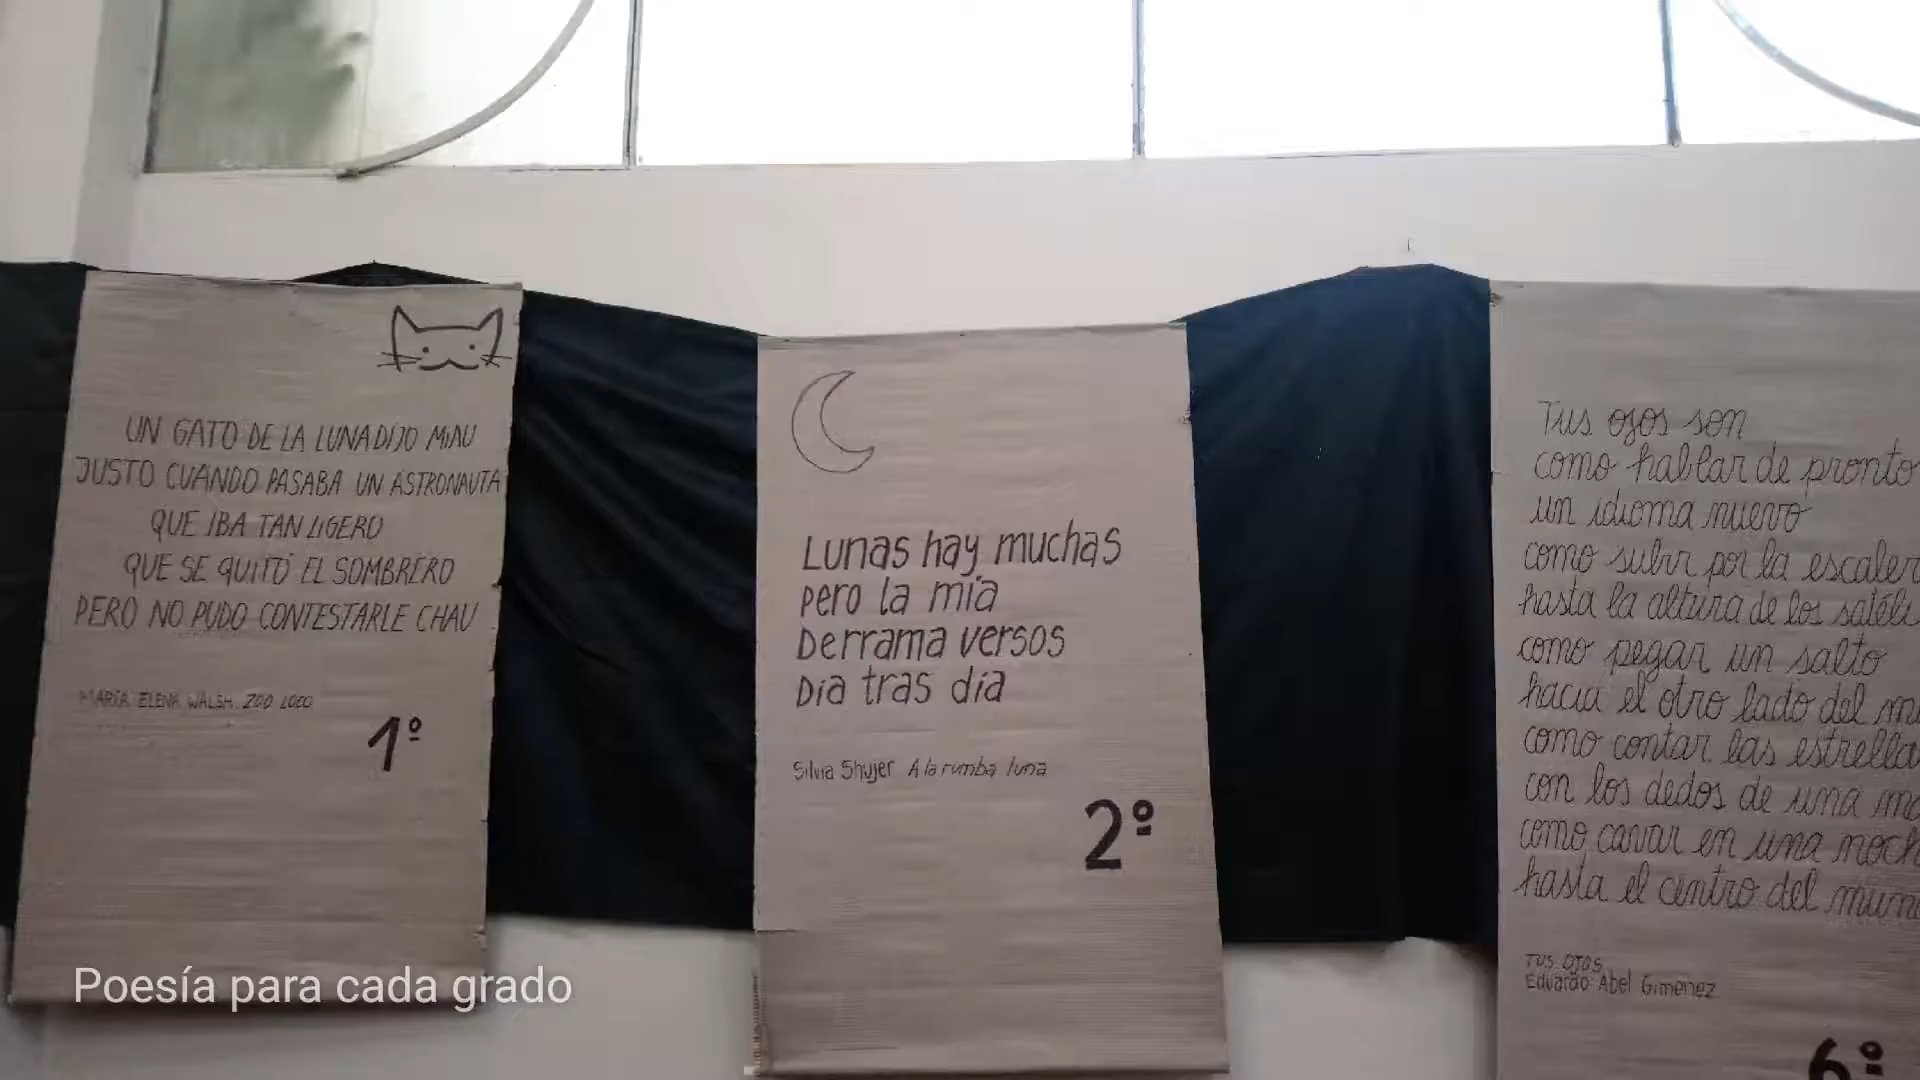 UN GATO DE LA LUNA DIJO MIAU
JUSTO CUANDO PASABA UN ASTRONAUTA
QUE IBA TAN LIGERO
QUE SE QUITÓ EL SOMBRERO
PERO NO PUDO CONTESTARLE CHAU
MARÍA ELENA WALSH. ZOO LOCO
1º
Lunas hay muchas
pero la mía
Derrama versos
Día tras día
Silvia Shujer A la rumba luna
2º
Tus ojos son
como hablar de pronto
un idioma nuevo
como subir por la
hasta la altura de los
como pegar un salto
hacia el otro lado del
como contar las
con los dedos de una
como cavar en una
hasta el centro del
TUS OJOS
Eduardo Abel Gimenez
6º
Poesía para cada grado